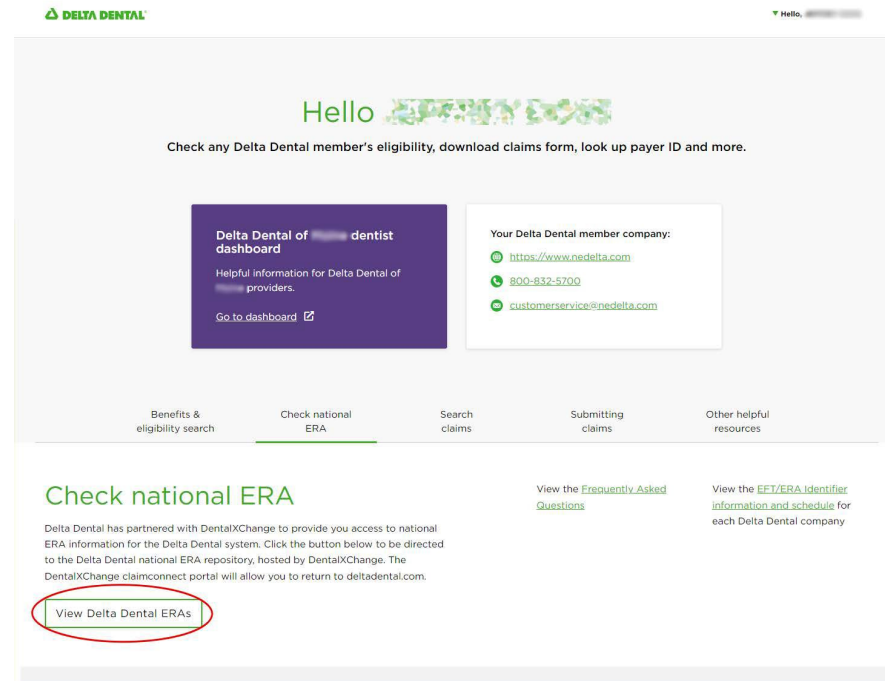 DELTA DENTAL
Hello,
Hello
Check any Delta Dental member's eligibility, download claims form, look up payer ID and more.
Delta Dental of dentist
dashboard
Helpful information for Delta Dental of
providers.
Go to dashboard
Your Delta Dental member company:
https://www.nedelta.com
800-832-5700
customerservice@nedelta.com
Benefits &
eligibility search
Check national
ERA
Search
claims
Submitting
claims
Other helpful
resources
Check national ERA
Delta Dental has partnered with DentalXChange to provide you access to national
ERA information for the Delta Dental system. Click the button below to be directed
to the Delta Dental national ERA repository, hosted by DentalXChange. The
DentalXChange claimconnect portal will allow you to return to deltadental.com.
View Delta Dental ERAs
View the Frequently Asked
Questions
View the EFT/ERA Identifier
information and schedule for
each Delta Dental company